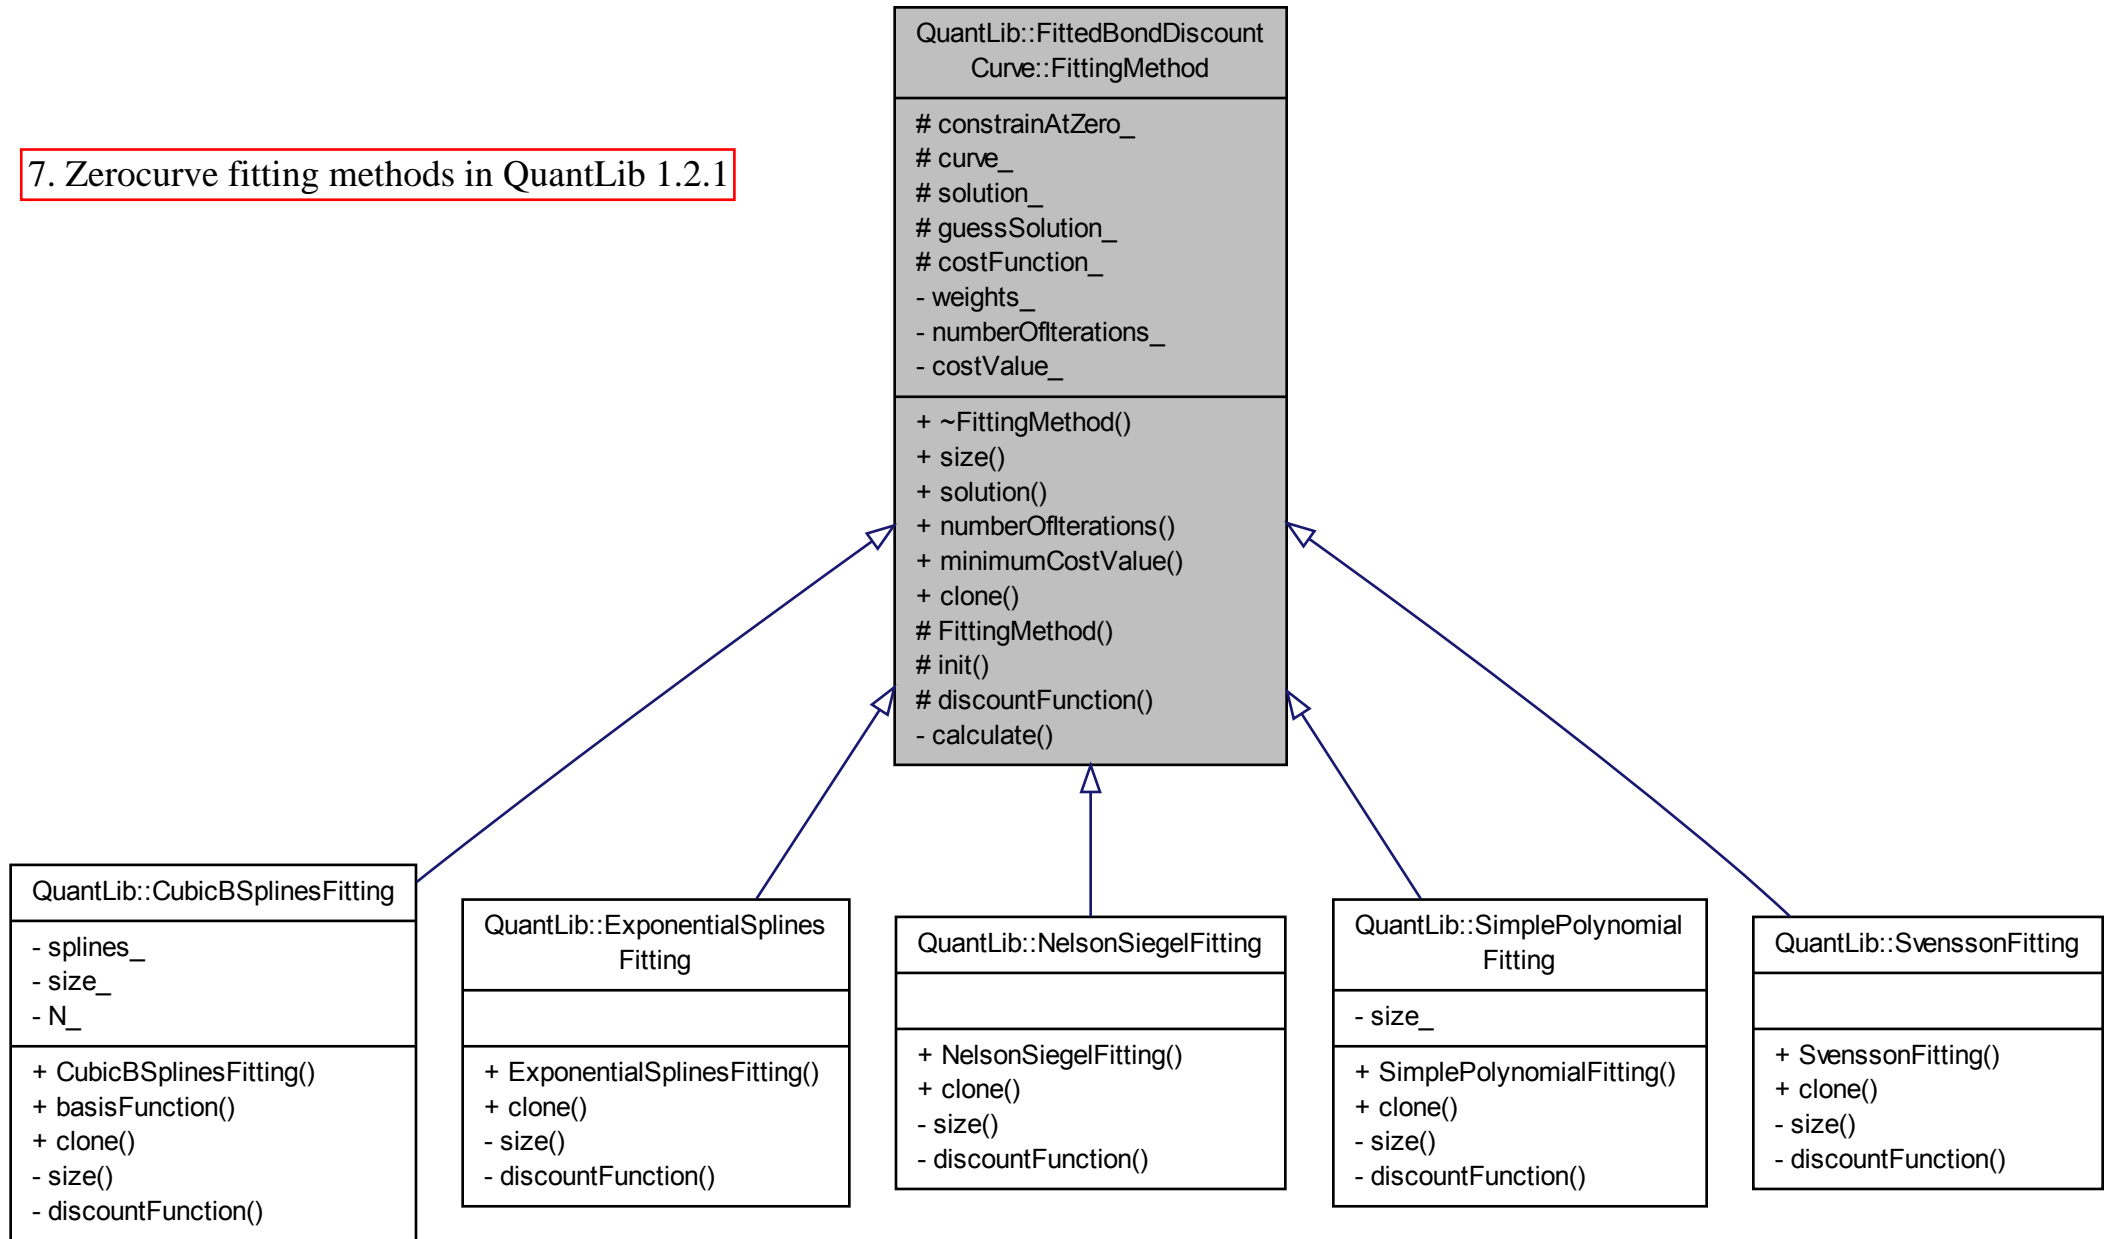 7. Zerocurve fitting methods in QuantLib 1.2.1
QuantLib::FittedBondDiscount
Curve::FittingMethod
# constrainAtZero_
# curve_
# solution_
# guessSolution_
# costFunction_
- weights_
- numberOfIterations_
- costValue_
+ ~FittingMethod()
+ size()
+ solution()
+ numberOfIterations()
+ minimumCostValue()
+ clone()
# FittingMethod()
# init()
# discountFunction()
- calculate()
QuantLib::CubicBSplinesFitting
- splines_
- size_
- N_
+ CubicBSplinesFitting()
+ basisFunction()
+ clone()
- size()
- discountFunction()
QuantLib::ExponentialSplines
Fitting
+ ExponentialSplinesFitting()
+ clone()
- size()
- discountFunction()
QuantLib::NelsonSiegelFitting
+ NelsonSiegelFitting()
+ clone()
- size()
- discountFunction()
QuantLib::SimplePolynomial
Fitting
- size_
+ SimplePolynomialFitting()
+ clone()
- size()
- discountFunction()
QuantLib::SvenssonFitting
+ SvenssonFitting()
+ clone()
- size()
- discountFunction()